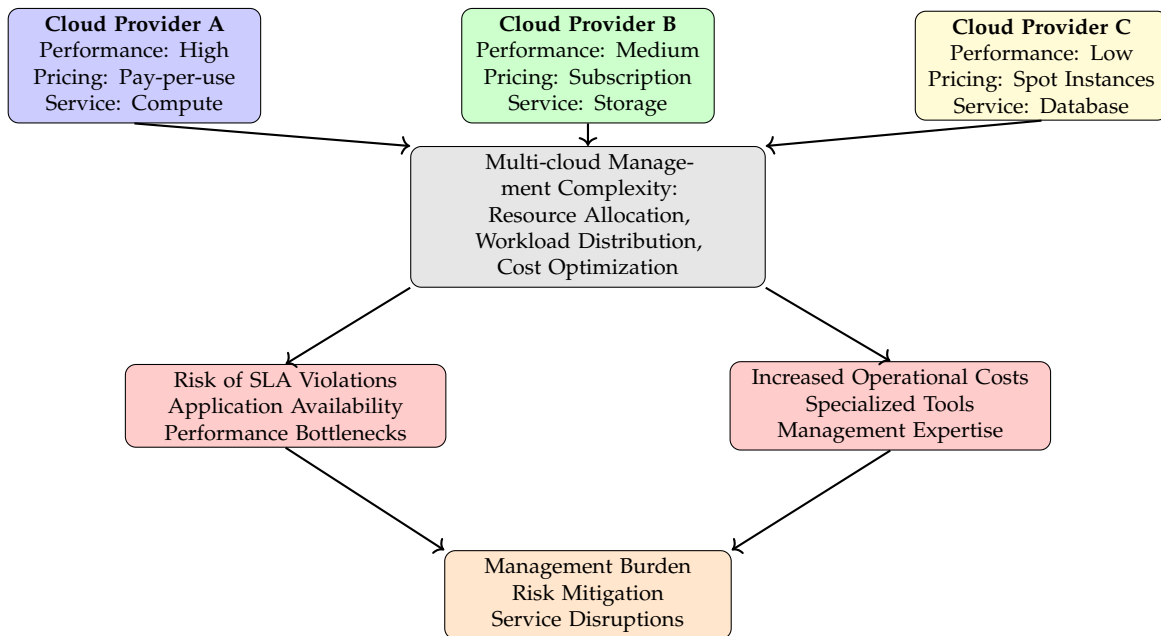 Cloud Provider A
Performance: High
Pricing: Pay-per-use
Service: Compute
Cloud Provider B
Performance: Medium
Pricing: Subscription
Service: Storage
Cloud Provider C
Performance: Low
Pricing: Spot Instances
Service: Database
Multi-cloud Manage-
ment Complexity:
Resource Allocation,
Workload Distribution,
Cost Optimization
Risk of SLA Violations
Application Availability
Performance Bottlenecks
Increased Operational Costs
Specialized Tools
Management Expertise
Management Burden
Risk Mitigation
Service Disruptions